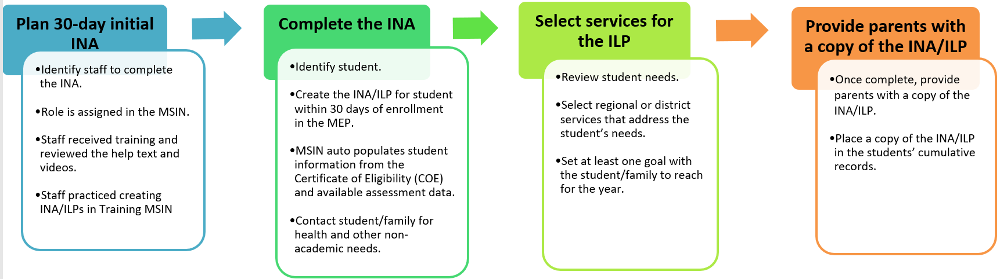 Plan 30-day initial
INA
•Identify staff to complete
the INA.
•Role is assigned in the MSIN.
•Staff received training and
reviewed the help text and
videos.
•Staff practiced creating
INA/ILPs in Training MSIN
Complete the INA
•Identify student.
•Create the INA/ILP for student
within 30 days of enrollment
in the MEP.
•MSIN auto populates student
information from the
Certificate of Eligibility (COE)
and available assessment data.
•Contact student/family for
health and other non-
academic needs.
Select services for
the ILP
•Review student needs.
•Select regional or district
services that address the
student’s needs.
•Set at least one goal with
the student/family to reach
for the year.
Provide parents with
a copy of the INA/ILP
•Once complete, provide
parents with a copy of the
INA/ILP.
•Place a copy of the INA/ILP
in the students’ cumulative
records.